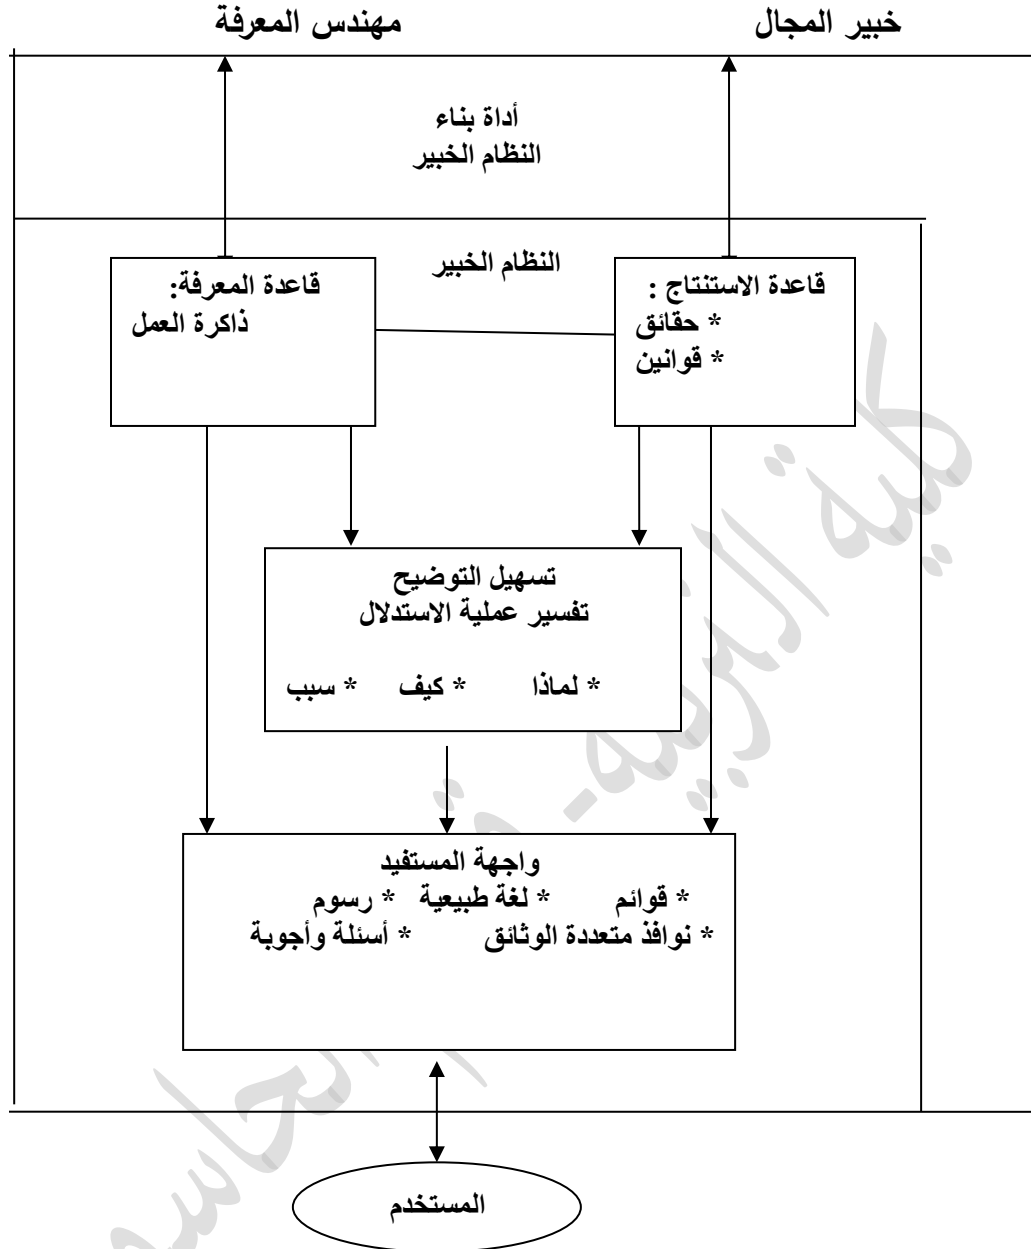 خبير المجال
مهندس المعرفة
أداة بناء
النظام الخبير
النظام الخبير
قاعدة الاستنتاج :
* حقائق
* قوانين
قاعدة المعرفة:
ذاكرة العمل
تسهيل التوضيح
تفسير عملية الاستدلال
* لماذا * كيف * سبب
واجهة المستفيد
* قوائم * لغة طبيعية * رسوم
* نوافذ متعددة الوثائق * أسئلة وأجوبة
المستخدم
كلية التربية-